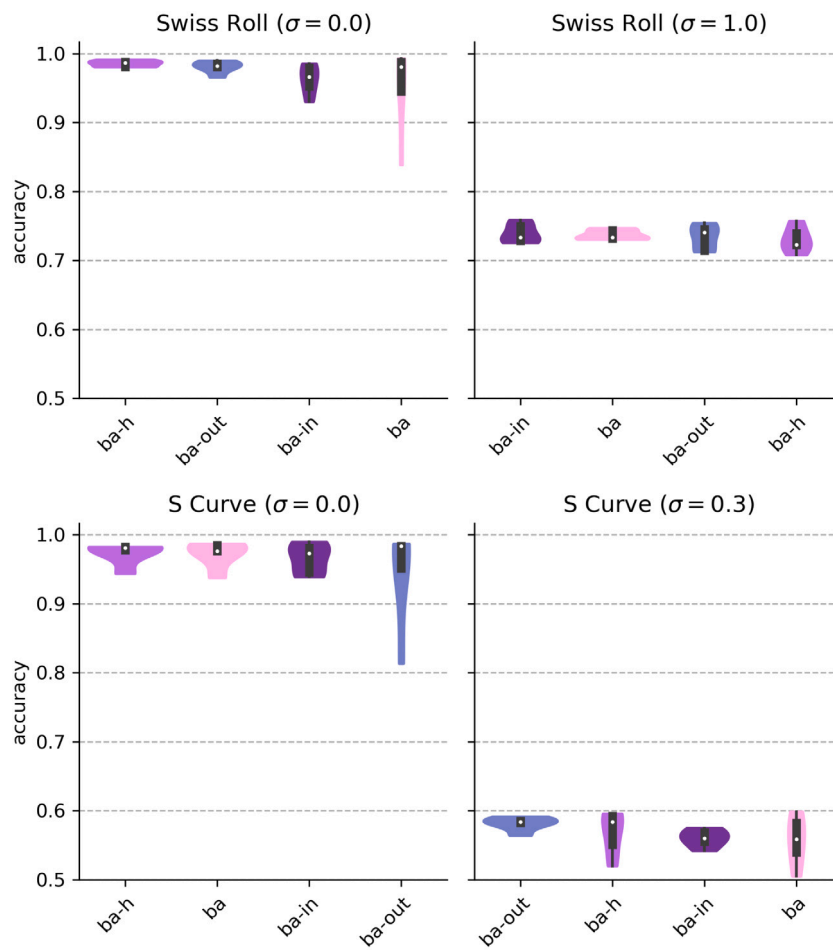 Swiss Roll (σ = 0.0)
Swiss Roll (σ = 1.0)
accuracy
1.0
0.9
0.8
0.7
0.6
0.5
ba-h
ba-out
ba-in
ba
ba-in
ba
ba-out
ba-h
S Curve (σ = 0.0)
S Curve (σ = 0.3)
accuracy
1.0
0.9
0.8
0.7
0.6
0.5
ba-h
ba
ba-in
ba-out
ba-out
ba-h
ba-in
ba